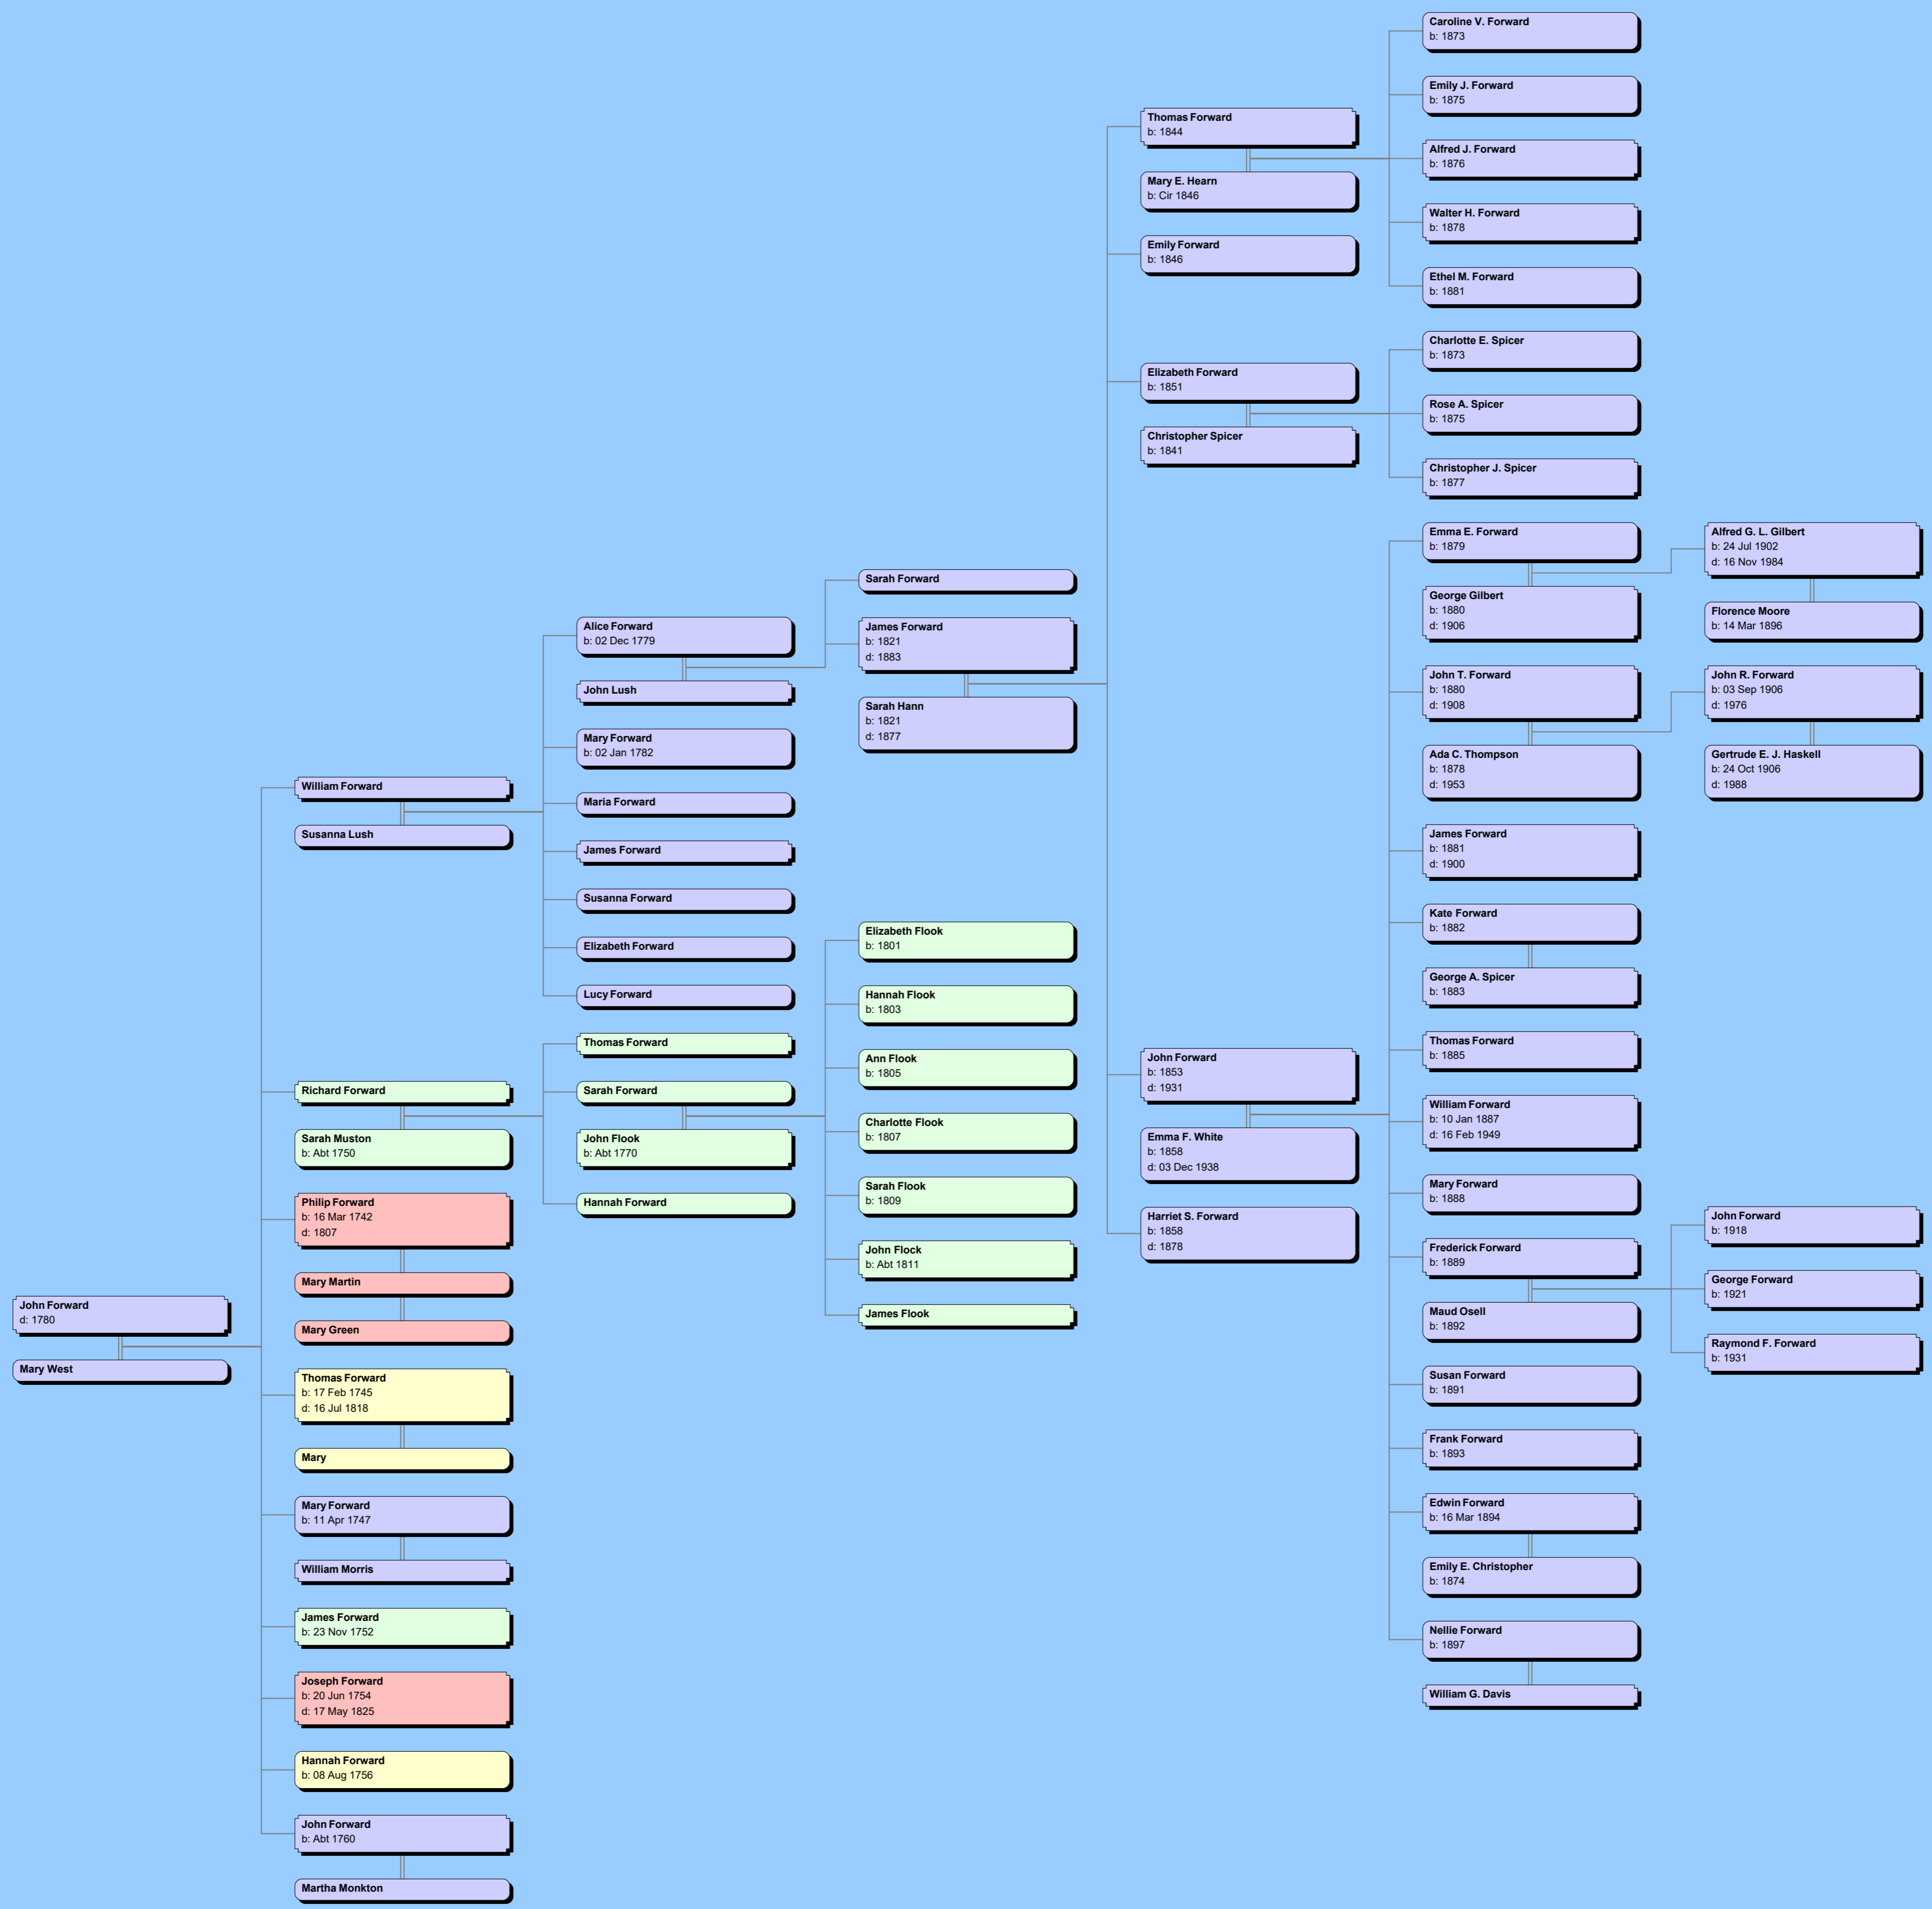 John Forward
d: 1780
Mary West
William Forward
Susanna Lush
Richard Forward
Sarah Muston
b: Abt 1750
Philip Forward
b: 16 Mar 1742
d: 1807
Mary Martin
Mary Green
Thomas Forward
b: 17 Feb 1745
d: 16 Jul 1818
Mary
Mary Forward
b: 11 Apr 1747
William Morris
James Forward
b: 23 Nov 1752
Joseph Forward
b: 20 Jun 1754
d: 17 May 1825
Hannah Forward
b: 08 Aug 1756
John Forward
b: Abt 1760
Martha Monkton
Alice Forward
b: 02 Dec 1779
John Lush
Mary Forward
b: 02 Jan 1782
Maria Forward
James Forward
Susanna Forward
Elizabeth Forward
Lucy Forward
Thomas Forward
Sarah Forward
John Flook
b: Abt 1770
Hannah Forward
Sarah Forward
James Forward
b: 1821
d: 1883
Sarah Hann
b: 1821
d: 1877
Elizabeth Flook
b: 1801
Hannah Flook
b: 1803
Ann Flook
b: 1805
Charlotte Flook
b: 1807
Sarah Flook
b: 1809
John Flock
b: Abt 1811
James Flook
Thomas Forward
b: 1844
Mary E. Hearn
b: Cir 1846
Emily Forward
b: 1846
Elizabeth Forward
b: 1851
Christopher Spicer
b: 1841
John Forward
b: 1853
d: 1931
Emma F. White
b: 1858
d: 03 Dec 1938
Harriet S. Forward
b: 1858
d: 1878
Caroline V. Forward
b: 1873
Emily J. Forward
b: 1875
Alfred J. Forward
b: 1876
Walter H. Forward
b: 1878
Ethel M. Forward
b: 1881
Charlotte E. Spicer
b: 1873
Rose A. Spicer
b: 1875
Christopher J. Spicer
b: 1877
Emma E. Forward
b: 1879
George Gilbert
b: 1880
d: 1906
John T. Forward
b: 1880
d: 1908
Ada C. Thompson
b: 1878
d: 1953
James Forward
b: 1881
d: 1900
Kate Forward
b: 1882
George A. Spicer
b: 1883
Thomas Forward
b: 1885
William Forward
b: 10 Jan 1887
d: 16 Feb 1949
Mary Forward
b: 1888
Frederick Forward
b: 1889
Maud Osell
b: 1892
Susan Forward
b: 1891
Frank Forward
b: 1893
Edwin Forward
b: 16 Mar 1894
Emily E. Christopher
b: 1874
Nellie Forward
b: 1897
William G. Davis
Alfred G. L. Gilbert
b: 24 Jul 1902
d: 16 Nov 1984
Florence Moore
b: 14 Mar 1896
John R. Forward
b: 03 Sep 1906
d: 1976
Gertrude E. J. Haskell
b: 24 Oct 1906
d: 1988
John Forward
b: 1918
George Forward
b: 1921
Raymond F. Forward
b: 1931